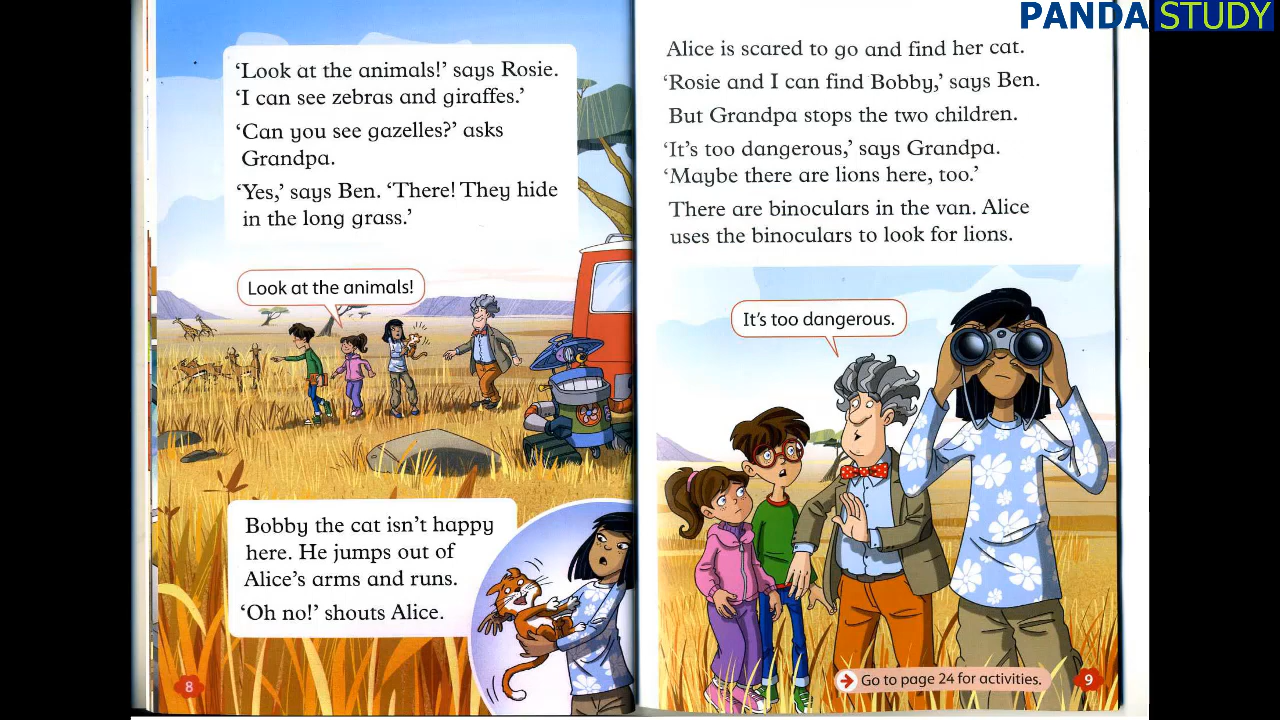 PANDA STUDY
‘Look at the animals!’ says Rosie.
‘I can see zebras and giraffes.’
‘Can you see gazelles?’ asks
Grandpa.
‘Yes,’ says Ben. ‘There! They hide
in the long grass.’
Look at the animals!
Bobby the cat isn’t happy
here. He jumps out of
Alice’s arms and runs.
‘Oh no!’ shouts Alice.
8
Alice is scared to go and find her cat.
‘Rosie and I can find Bobby,’ says Ben.
But Grandpa stops the two children.
‘It’s too dangerous,’ says Grandpa.
‘Maybe there are lions here, too.’
There are binoculars in the van. Alice
uses the binoculars to look for lions.
It’s too dangerous.
Go to page 24 for activities.
9